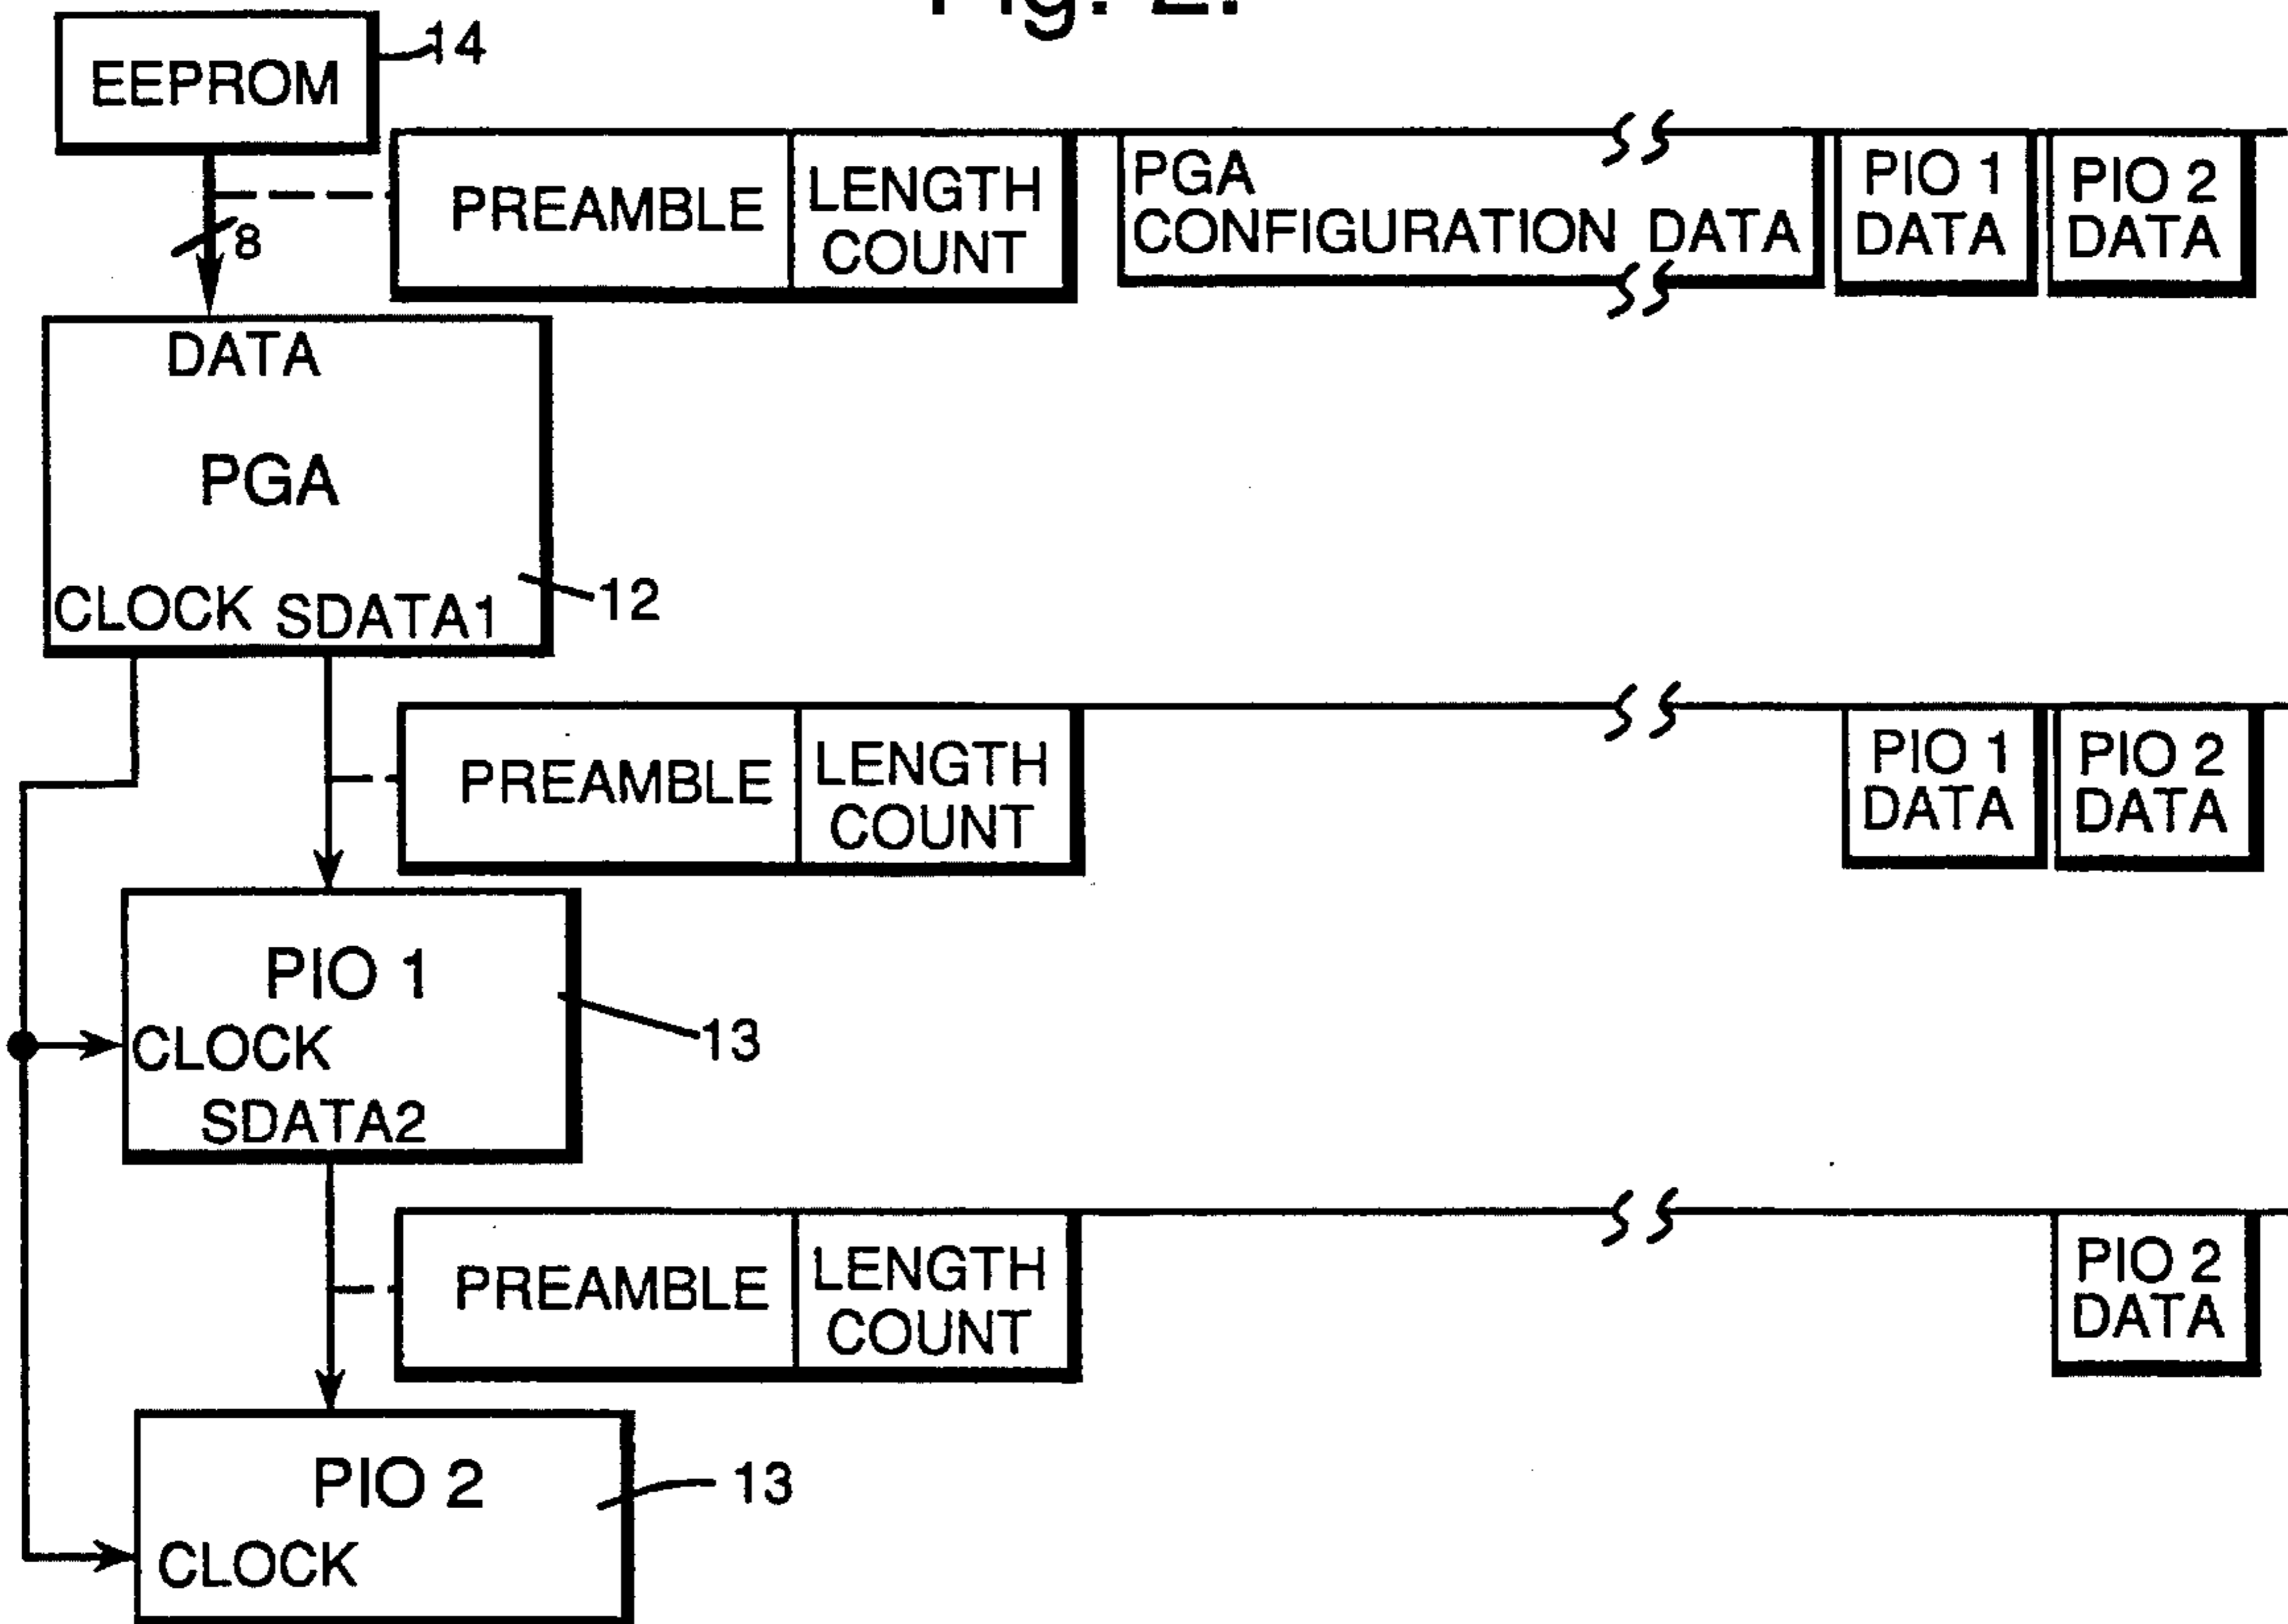 Fig. 2.
EEPROM
14
8
PREAMBLE
LENGTH
COUNT
PGA
CONFIGURATION DATA
PIO 1
DATA
PIO 2
DATA
DATA
PGA
CLOCK SDATA1
12
PREAMBLE
LENGTH
COUNT
PIO 1
DATA
PIO 2
DATA
PIO 1
CLOCK
SDATA2
13
PREAMBLE
LENGTH
COUNT
PIO 2
DATA
PIO 2
CLOCK
13